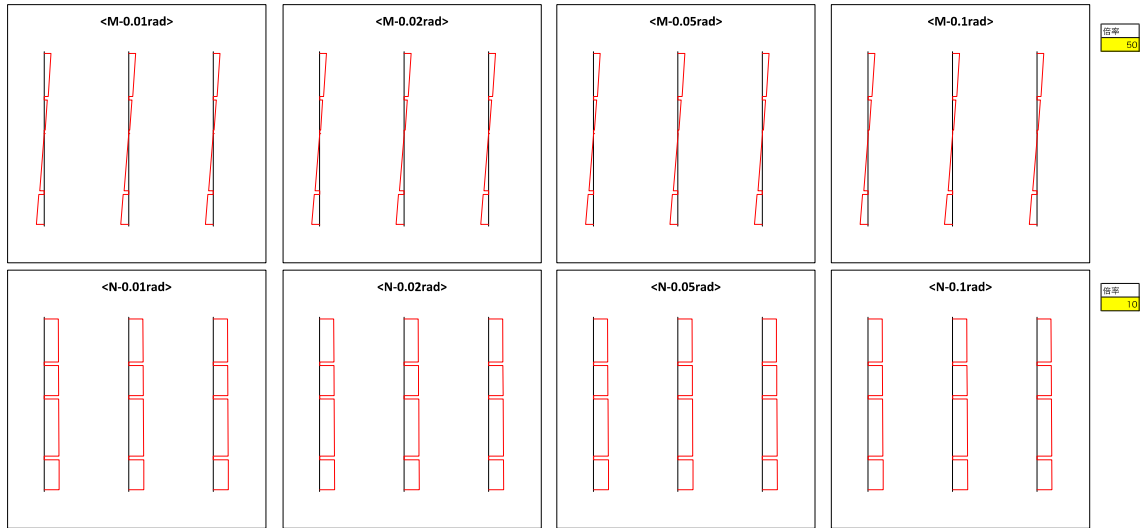 <M-0.01rad>
<M-0.02rad>
<M-0.05rad>
<M-0.1rad>
倍率
50
<N-0.01rad>
<N-0.02rad>
<N-0.05rad>
<N-0.1rad>
倍率
10